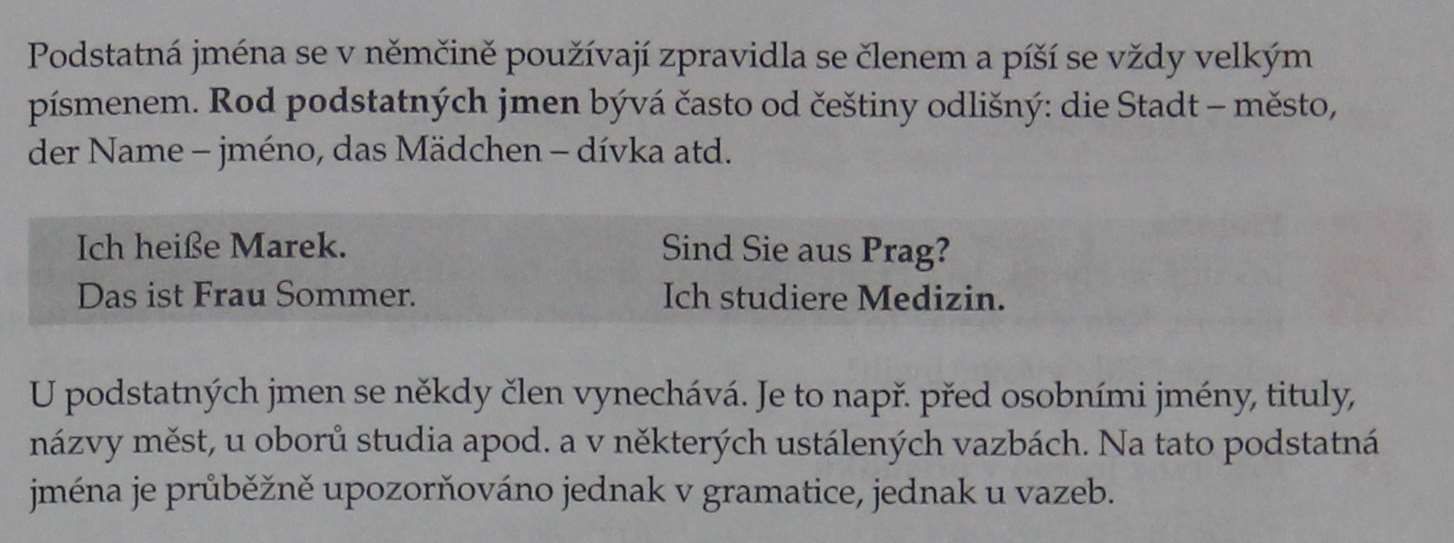 Podstatná jména se v němčině používají zpravidla se členem a píší se vždy velkým
písmenem. Rod podstatných jmen bývá často od češtiny odlišný: die Stadt – město,
der Name – jméno, das Mädchen – dívka atd.
Ich heiße Marek.
Das ist Frau Sommer.
Sind Sie aus Prag?
Ich studiere Medizin.
U podstatných jmen se někdy člen vynechává. Je to např. před osobními jmény, tituly,
názvy měst, u oborů studia apod. a v některých ustálených vazbách. Na tato podstatná
jména je průběžně upozorňováno jednak v gramatice, jednak u vazeb.